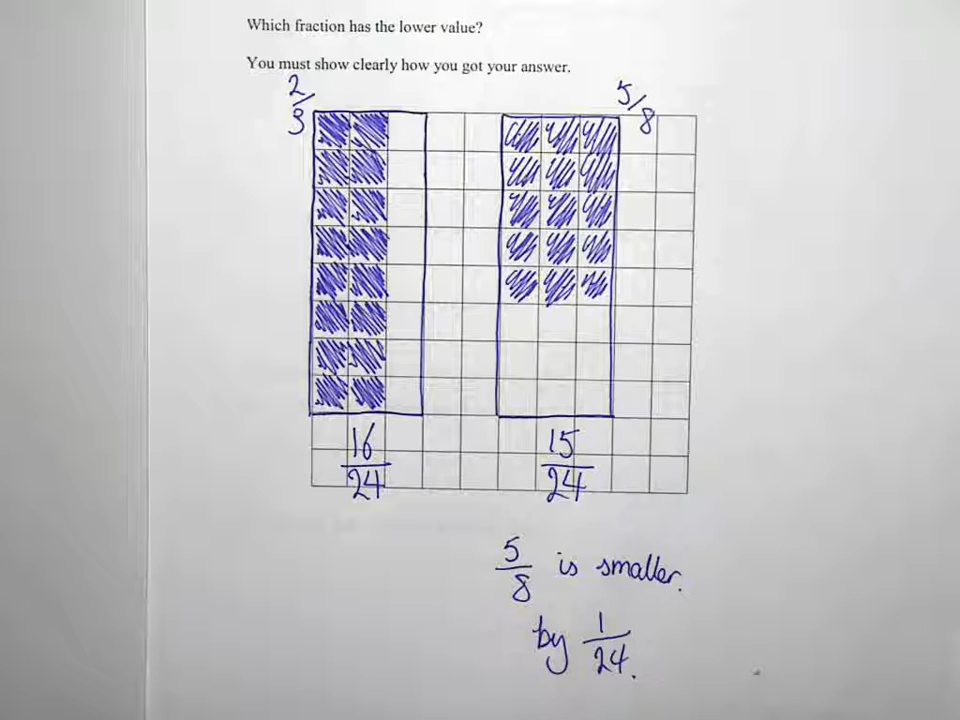 Which fraction has the lower value?
You must show clearly how you got your answer.
2/3
5/8
16/24
15/24
5/8 is smaller.
by 1/24.